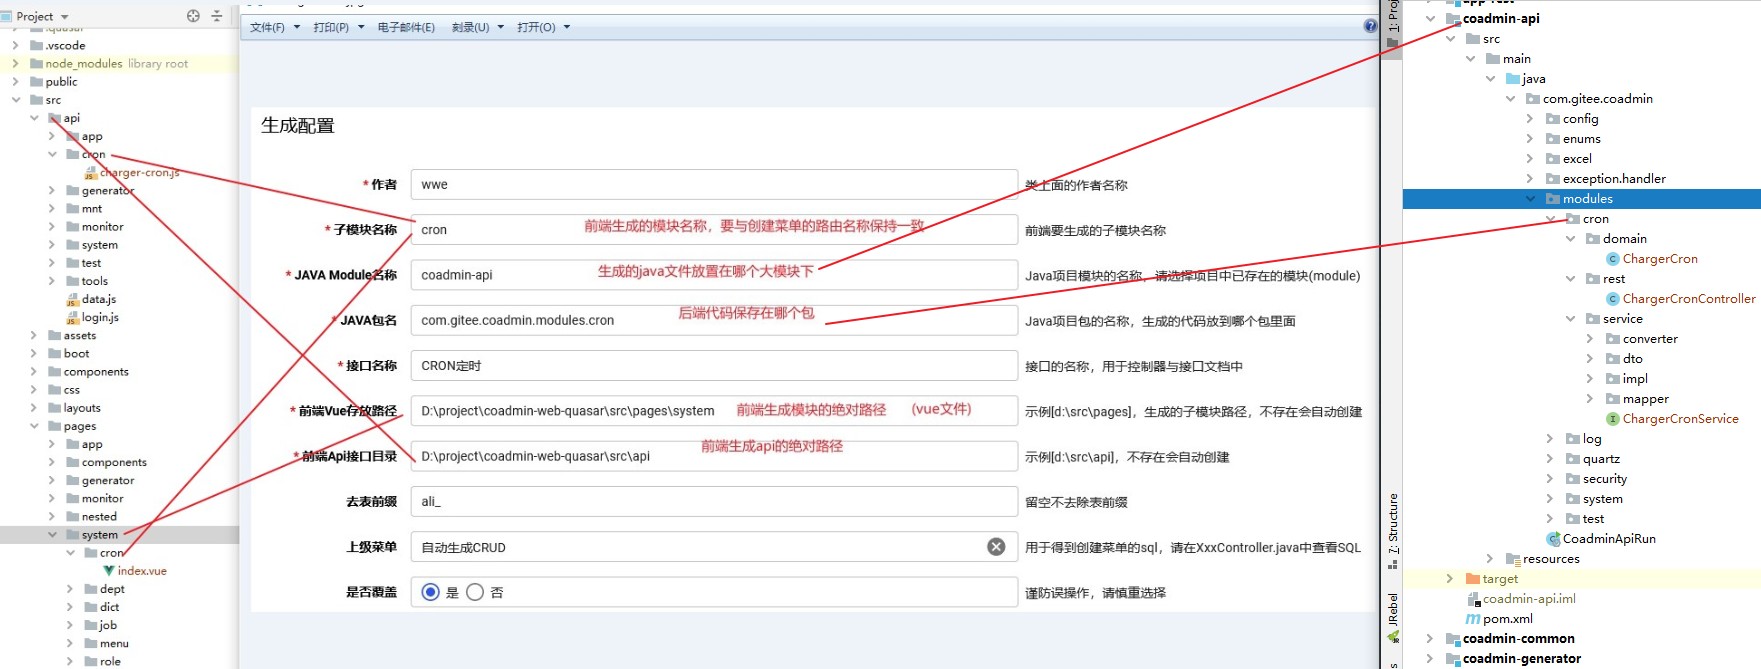 Project
.vscode
node_modules library root
public
src
api
app
cron
charger-cron.js
generator
mnt
monitor
system
test
tools
data.js
login.js
assets
boot
components
css
layouts
pages
app
components
generator
monitor
nested
system
cron
index.vue
dept
dict
job
menu
role
文件(F) 打印(P) 电子邮件(E) 刻录(U) 打开(O)
生成配置
* 作者 wwe 类上面的作者名称
* 子模块名称 cron 前端生成的模块名称，要与创建菜单的路由名称保持一致 前端要生成的子模块名称
* JAVA Module名称 coadmin-api 生成的java文件放置在哪个大模块下 Java项目模块的名称，请选择项目中已存在的模块(module)
* JAVA包名 com.gitee.coadmin.modules.cron 后端代码保存在哪个包 Java项目包的名称，生成的代码放到哪个包里面
* 接口名称 CRON定时 接口的名称，用于控制器与接口文档中
* 前端Vue存放路径 D:\project\coadmin-web-quasar\src\pages\system 前端生成模块的绝对路径 (vue文件) 示例[d:\src\pages]，生成的子模块路径，不存在会自动创建
* 前端Api接口目录 D:\project\coadmin-web-quasar\src\api 前端生成api的绝对路径 示例[d:\src\api]，不存在会自动创建
去表前缀 ali_ 留空不去除表前缀
上级菜单 自动生成CRUD 用于得到创建菜单的sql，请在XxxController.java中查看SQL
是否覆盖 是 否 谨防误操作，请慎重选择
7: Structure
JRebel
coadmin-api
src
main
java
com.gitee.coadmin
config
enums
excel
exception.handler
modules
cron
domain
ChargerCron
rest
ChargerCronController
service
converter
dto
impl
mapper
ChargerCronService
log
quartz
security
system
test
CoadminApiRun
resources
target
coadmin-api.iml
pom.xml
coadmin-common
coadmin-generator